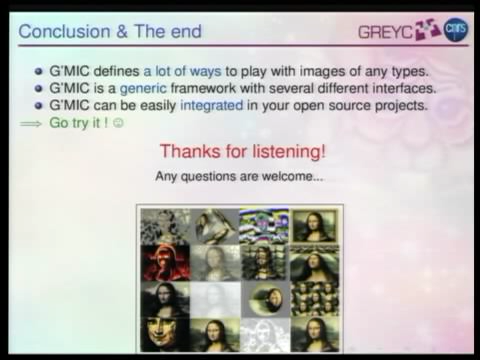 Conclusion & The end
GREYC
cnrs
G'MIC defines a lot of ways to play with images of any types.
G'MIC is a generic framework with several different interfaces.
G'MIC can be easily integrated in your open source projects.
⟹ Go try it ! ☺
Thanks for listening!
Any questions are welcome...